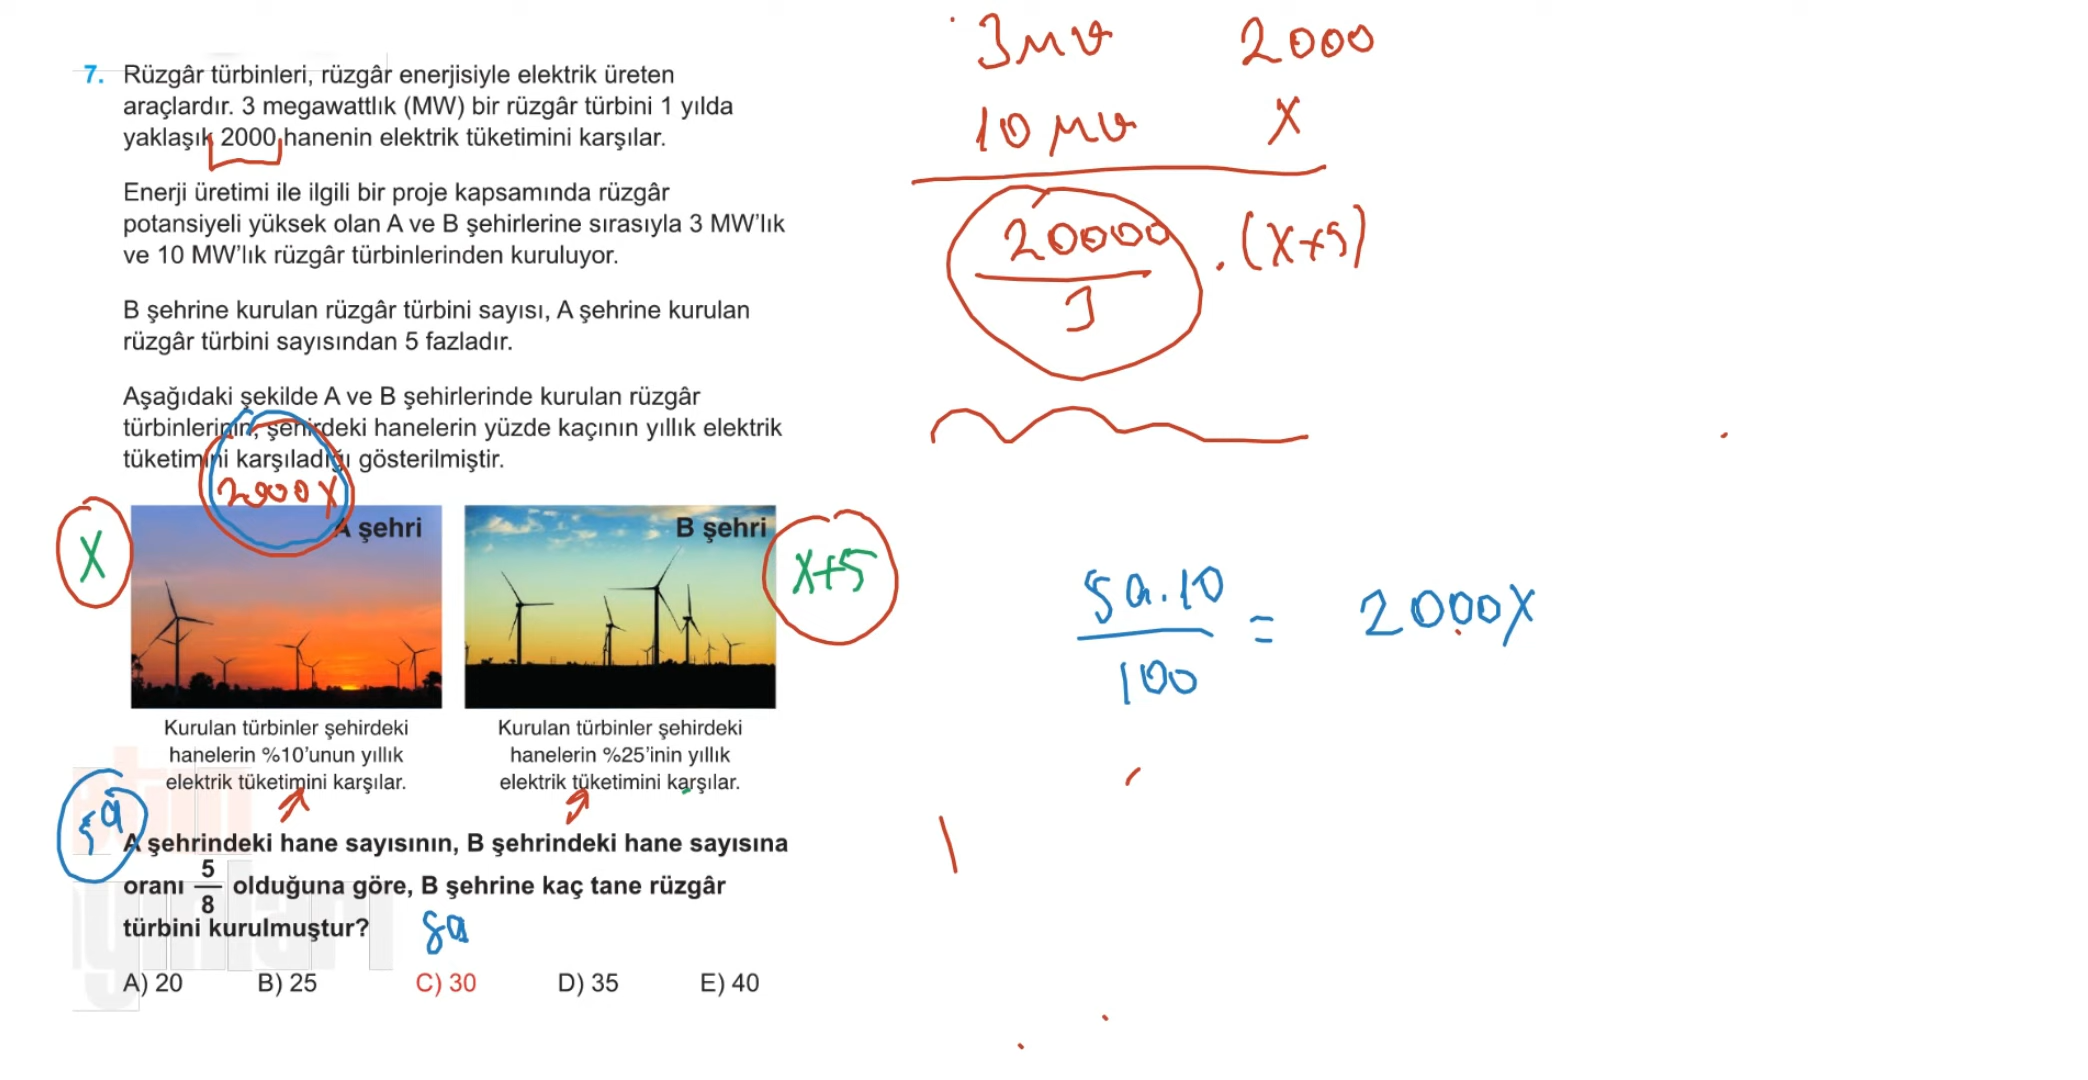 7. Rüzgâr türbinleri, rüzgâr enerjisiyle elektrik üreten
araçlardır. 3 megawattlık (MW) bir rüzgâr türbini 1 yılda
yaklaşık 2000 hanenin elektrik tüketimini karşılar.
Enerji üretimi ile ilgili bir proje kapsamında rüzgâr
potansiyeli yüksek olan A ve B şehirlerine sırasıyla 3 MW'lık
ve 10 MW'lık rüzgâr türbinlerinden kuruluyor.
B şehrine kurulan rüzgâr türbini sayısı, A şehrine kurulan
rüzgâr türbini sayısından 5 fazladır.
Aşağıdaki şekilde A ve B şehirlerinde kurulan rüzgâr
türbinlerinin, şehirdeki hanelerin yüzde kaçının yıllık elektrik
tüketimini karşıladığı gösterilmiştir.
2000X
X
A şehri
B şehri
X+5
Kurulan türbinler şehirdeki
hanelerin %10'unun yıllık
elektrik tüketimini karşılar.
Kurulan türbinler şehirdeki
hanelerin %25'inin yıllık
elektrik tüketimini karşılar.
5a
A şehrindeki hane sayısının, B şehrindeki hane sayısına
oranı 5/8 olduğuna göre, B şehrine kaç tane rüzgâr
türbini kurulmuştur?
8a
A) 20 B) 25 C) 30 D) 35 E) 40
3MW 2000
10 MW X
20000/3 . (X+5)
5a.10/100 = 2000X